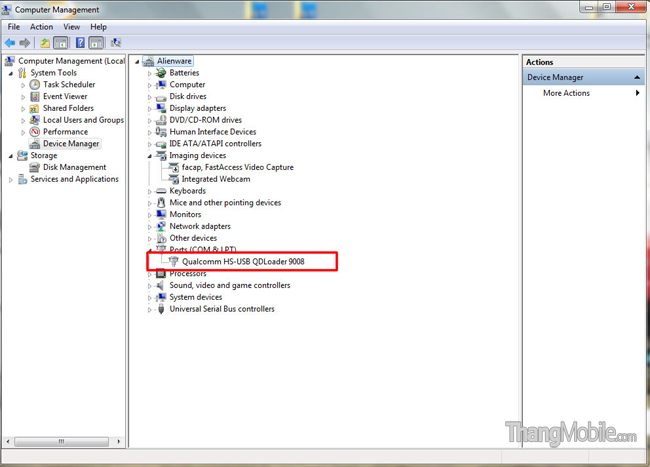 Computer Management
File Action View Help
Computer Management (Local
System Tools
Task Scheduler
Event Viewer
Shared Folders
Local Users and Groups
Performance
Device Manager
Storage
Disk Management
Services and Applications
Alienware
Batteries
Computer
Disk drives
Display adapters
DVD/CD-ROM drives
Human Interface Devices
IDE ATA/ATAPI controllers
Imaging devices
facap, FastAccess Video Capture
Integrated Webcam
Keyboards
Mice and other pointing devices
Monitors
Network adapters
Other devices
Ports (COM & LPT)
Qualcomm HS-USB QDLoader 9008
Processors
Sound, video and game controllers
System devices
Universal Serial Bus controllers
Actions
Device Manager
More Actions
ThangMobile.com